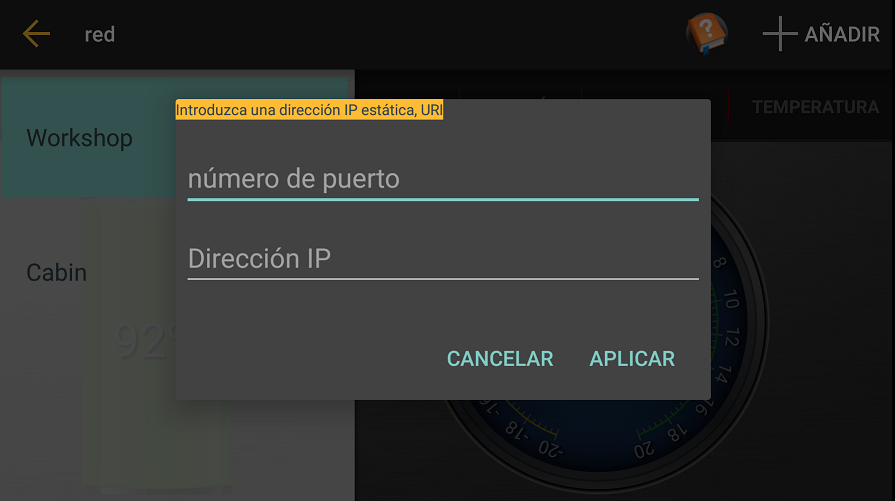 red
AÑADIR
TEMPERATURA
Introduzca una dirección IP estática, URI
Workshop
número de puerto
Dirección IP
Cabin
92°
CANCELAR
APLICAR
8
10
12
14
16
18
20
-16
-18
-20